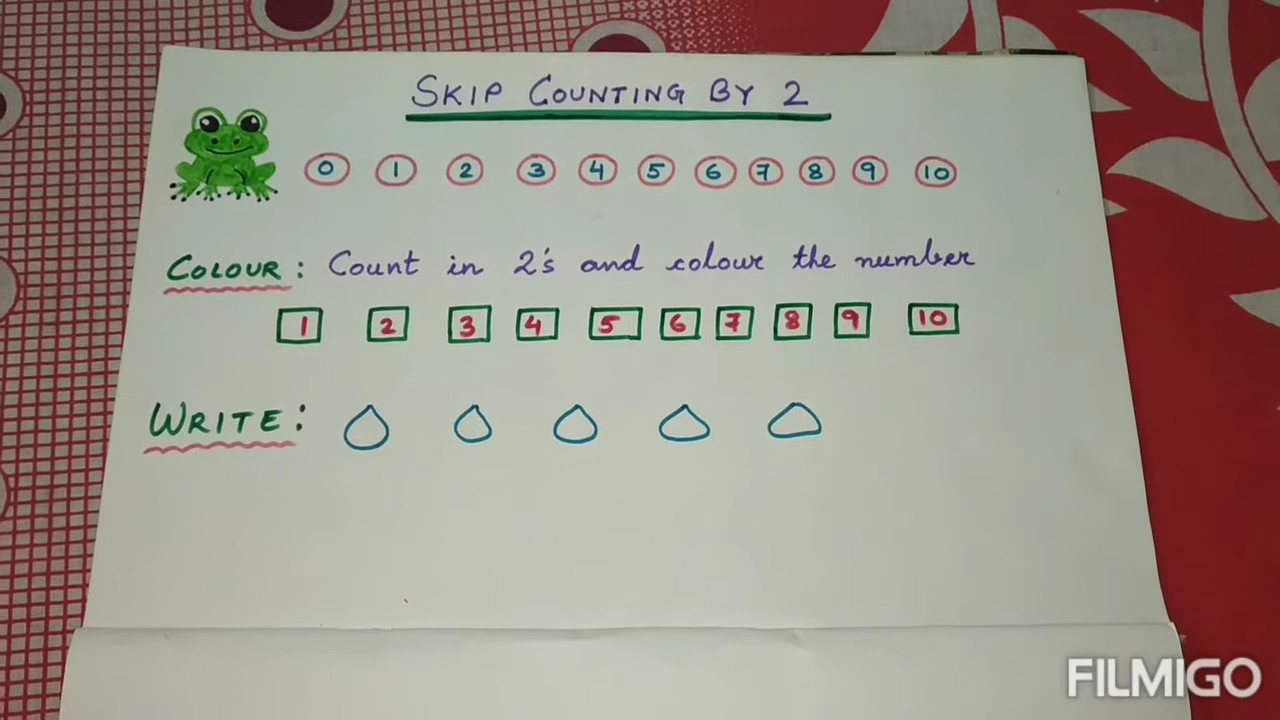 SKIP COUNTING BY 2
0 1 2 3 4 5 6 7 8 9 10
COLOUR: Count in 2's and colour the number
1 2 3 4 5 6 7 8 9 10
WRITE:
FILMIGO